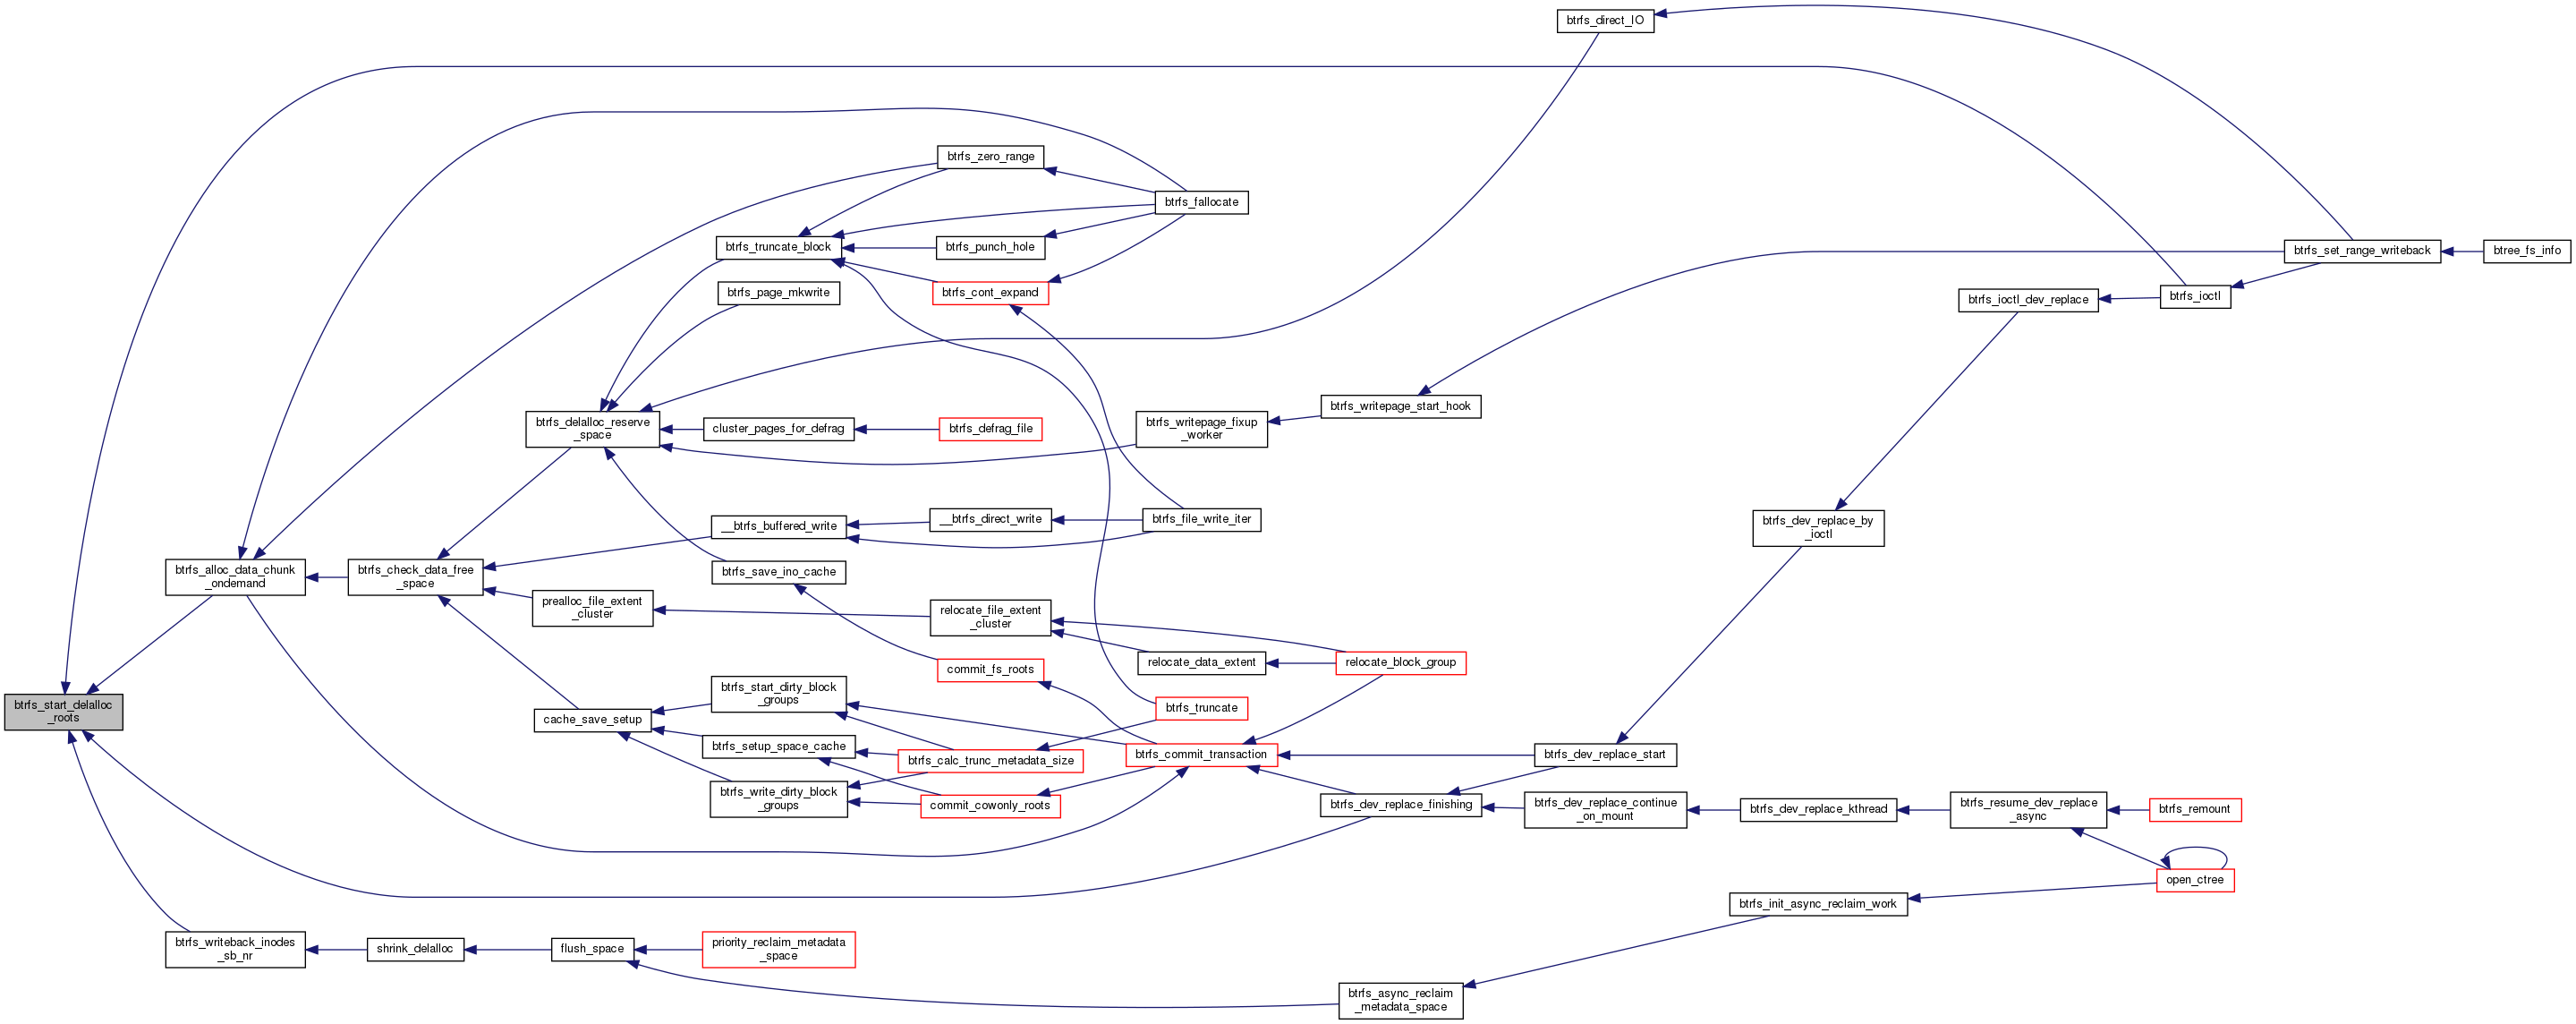 btrfs_direct_IO
btrfs_zero_range
btrfs_fallocate
btrfs_truncate_block
btrfs_punch_hole
btrfs_set_range_writeback
btree_fs_info
btrfs_page_mkwrite
btrfs_cont_expand
btrfs_ioctl_dev_replace
btrfs_ioctl
btrfs_delalloc_reserve
_space
cluster_pages_for_defrag
btrfs_defrag_file
btrfs_writepage_fixup
_worker
btrfs_writepage_start_hook
__btrfs_buffered_write
__btrfs_direct_write
btrfs_file_write_iter
btrfs_dev_replace_by
_ioctl
btrfs_alloc_data_chunk
_ondemand
btrfs_check_data_free
_space
btrfs_save_ino_cache
prealloc_file_extent
_cluster
relocate_file_extent
_cluster
commit_fs_roots
relocate_data_extent
relocate_block_group
btrfs_start_delalloc
_roots
cache_save_setup
btrfs_start_dirty_block
_groups
btrfs_truncate
btrfs_setup_space_cache
btrfs_calc_trunc_metadata_size
btrfs_commit_transaction
btrfs_dev_replace_start
btrfs_write_dirty_block
_groups
commit_cowonly_roots
btrfs_dev_replace_finishing
btrfs_dev_replace_continue
_on_mount
btrfs_dev_replace_kthread
btrfs_resume_dev_replace
_async
btrfs_remount
open_ctree
btrfs_init_async_reclaim_work
btrfs_writeback_inodes
_sb_nr
shrink_delalloc
flush_space
priority_reclaim_metadata
_space
btrfs_async_reclaim
_metadata_space